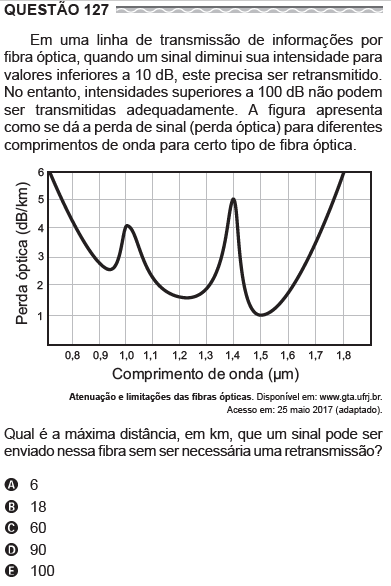 QUESTÃO 127
Em uma linha de transmissão de informações por
fibra óptica, quando um sinal diminui sua intensidade para
valores inferiores a 10 dB, este precisa ser retransmitido.
No entanto, intensidades superiores a 100 dB não podem
ser transmitidas adequadamente. A figura apresenta
como se dá a perda de sinal (perda óptica) para diferentes
comprimentos de onda para certo tipo de fibra óptica.
Perda óptica (dB/km)
6
5
4
3
2
1
0,8 0,9 1,0 1,1 1,2 1,3 1,4 1,5 1,6 1,7 1,8
Comprimento de onda (µm)
Atenuação e limitações das fibras ópticas. Disponível em: www.gta.ufrj.br.
Acesso em: 25 maio 2017 (adaptado).
Qual é a máxima distância, em km, que um sinal pode ser
enviado nessa fibra sem ser necessária uma retransmissão?
A 6
B 18
C 60
D 90
E 100